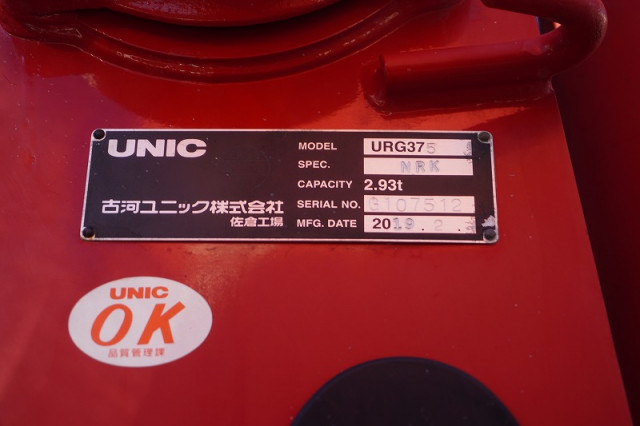 UNIC
古河ユニック株式会社
佐倉工場
MODEL URG375
SPEC. NRK
CAPACITY 2.93t
SERIAL NO. G107512
MFG. DATE 2019.2.
UNIC
OK
品質管理課